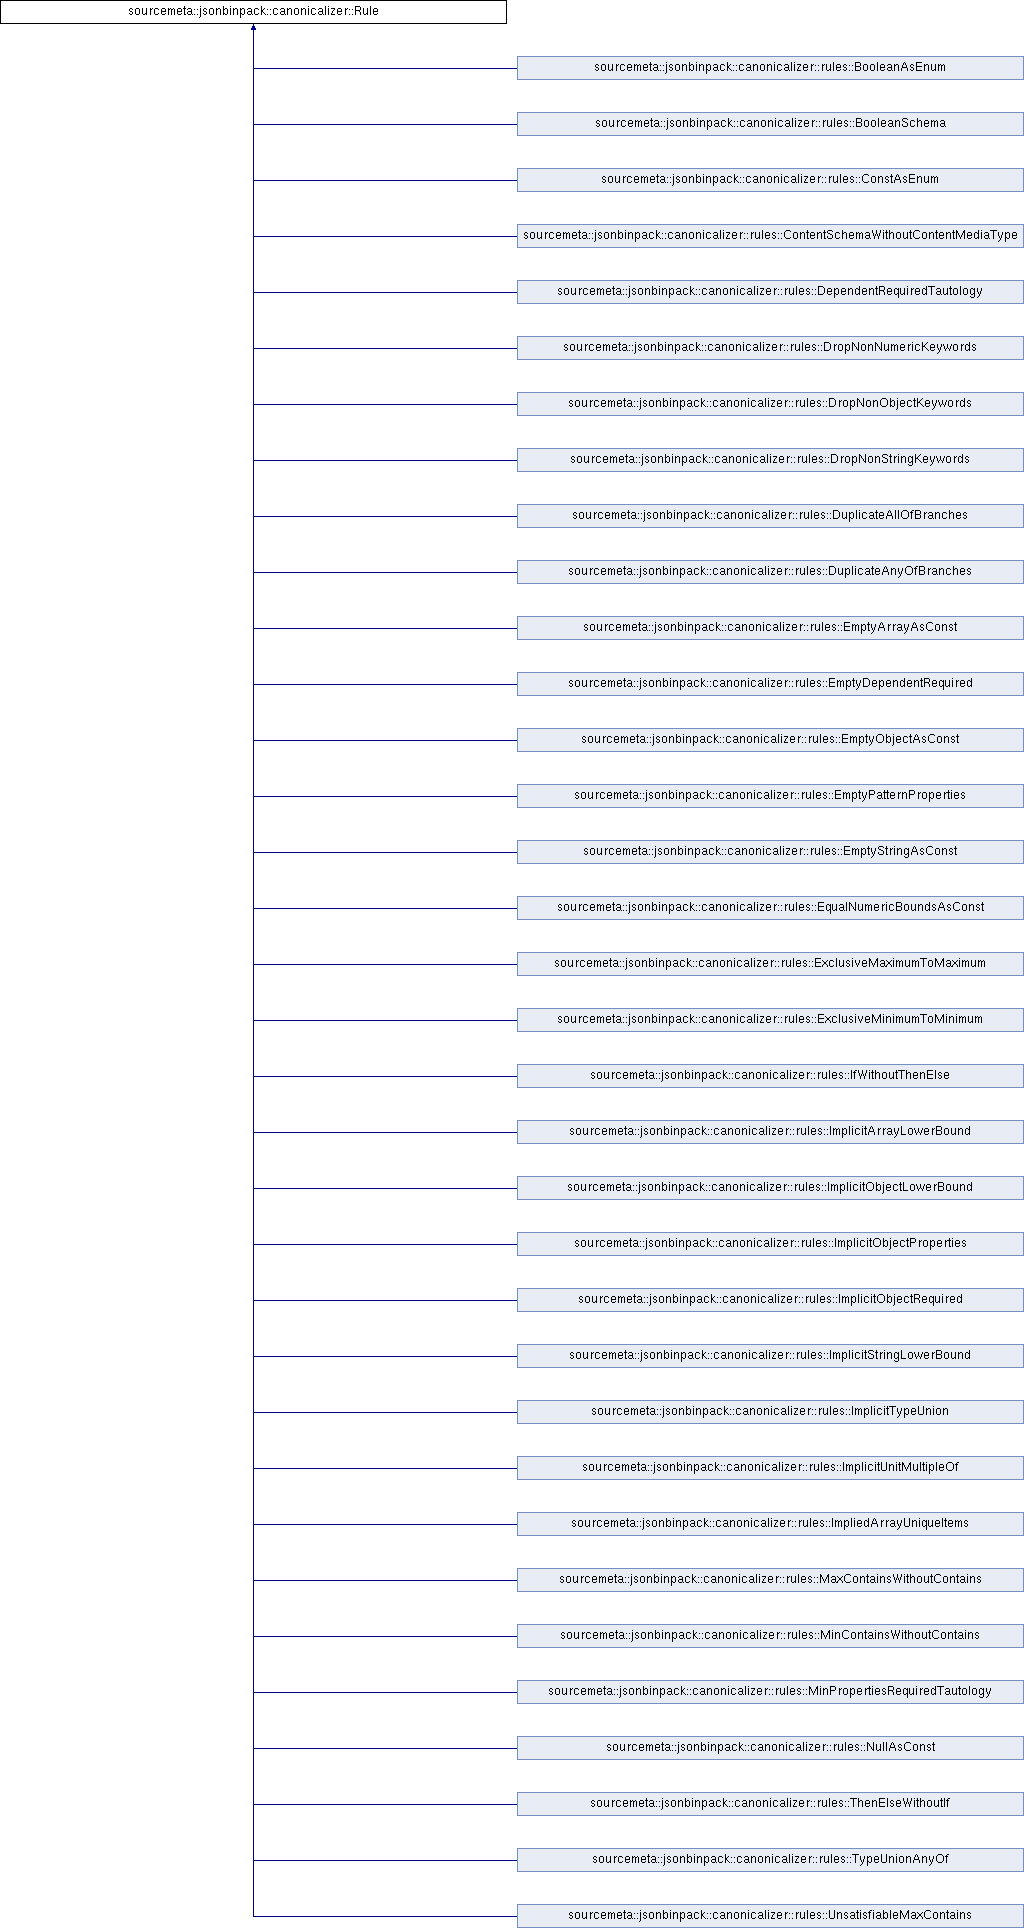 sourcemeta::jsonbinpack::canonicalizer::Rule
sourcemeta::jsonbinpack::canonicalizer::rules::BooleanAsEnum
sourcemeta::jsonbinpack::canonicalizer::rules::BooleanSchema
sourcemeta::jsonbinpack::canonicalizer::rules::ConstAsEnum
sourcemeta::jsonbinpack::canonicalizer::rules::ContentSchemaWithoutContentMediaType
sourcemeta::jsonbinpack::canonicalizer::rules::DependentRequiredTautology
sourcemeta::jsonbinpack::canonicalizer::rules::DropNonNumericKeywords
sourcemeta::jsonbinpack::canonicalizer::rules::DropNonObjectKeywords
sourcemeta::jsonbinpack::canonicalizer::rules::DropNonStringKeywords
sourcemeta::jsonbinpack::canonicalizer::rules::DuplicateAllOfBranches
sourcemeta::jsonbinpack::canonicalizer::rules::DuplicateAnyOfBranches
sourcemeta::jsonbinpack::canonicalizer::rules::EmptyArrayAsConst
sourcemeta::jsonbinpack::canonicalizer::rules::EmptyDependentRequired
sourcemeta::jsonbinpack::canonicalizer::rules::EmptyObjectAsConst
sourcemeta::jsonbinpack::canonicalizer::rules::EmptyPatternProperties
sourcemeta::jsonbinpack::canonicalizer::rules::EmptyStringAsConst
sourcemeta::jsonbinpack::canonicalizer::rules::EqualNumericBoundsAsConst
sourcemeta::jsonbinpack::canonicalizer::rules::ExclusiveMaximumToMaximum
sourcemeta::jsonbinpack::canonicalizer::rules::ExclusiveMinimumToMinimum
sourcemeta::jsonbinpack::canonicalizer::rules::IfWithoutThenElse
sourcemeta::jsonbinpack::canonicalizer::rules::ImplicitArrayLowerBound
sourcemeta::jsonbinpack::canonicalizer::rules::ImplicitObjectLowerBound
sourcemeta::jsonbinpack::canonicalizer::rules::ImplicitObjectProperties
sourcemeta::jsonbinpack::canonicalizer::rules::ImplicitObjectRequired
sourcemeta::jsonbinpack::canonicalizer::rules::ImplicitStringLowerBound
sourcemeta::jsonbinpack::canonicalizer::rules::ImplicitTypeUnion
sourcemeta::jsonbinpack::canonicalizer::rules::ImplicitUnitMultipleOf
sourcemeta::jsonbinpack::canonicalizer::rules::ImpliedArrayUniqueItems
sourcemeta::jsonbinpack::canonicalizer::rules::MaxContainsWithoutContains
sourcemeta::jsonbinpack::canonicalizer::rules::MinContainsWithoutContains
sourcemeta::jsonbinpack::canonicalizer::rules::MinPropertiesRequiredTautology
sourcemeta::jsonbinpack::canonicalizer::rules::NullAsConst
sourcemeta::jsonbinpack::canonicalizer::rules::ThenElseWithoutIf
sourcemeta::jsonbinpack::canonicalizer::rules::TypeUnionAnyOf
sourcemeta::jsonbinpack::canonicalizer::rules::UnsatisfiableMaxContains